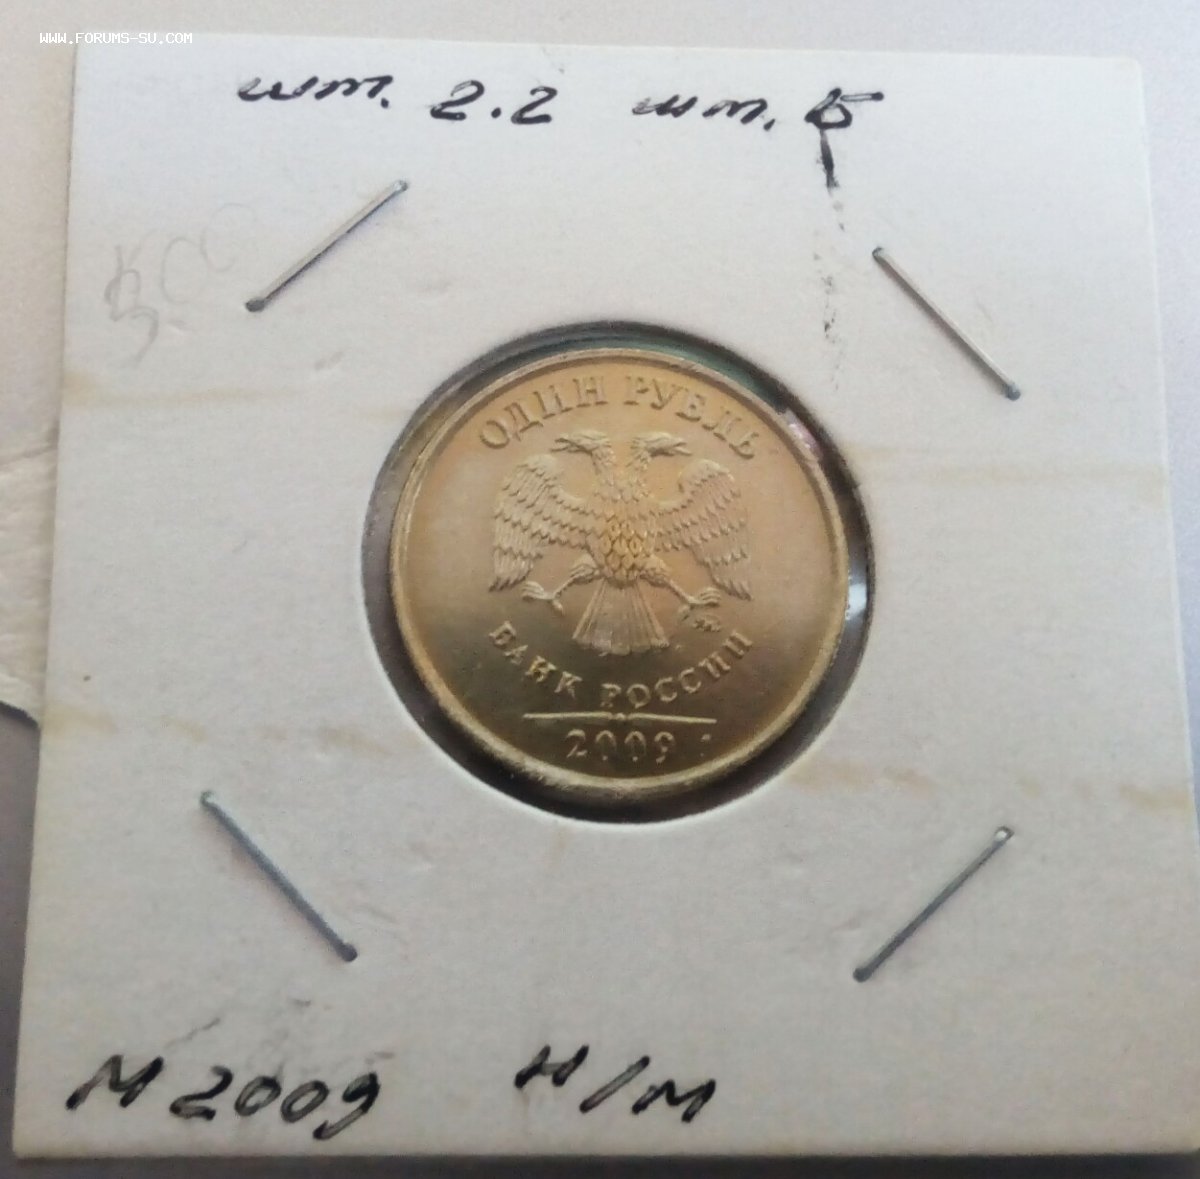 WWW.FORUMS-SU.COM
шт. 2.2 шт. Б
ОДИН РУБЛЬ
БАНК РОССИИ
2009 г.
М 2009 н/м